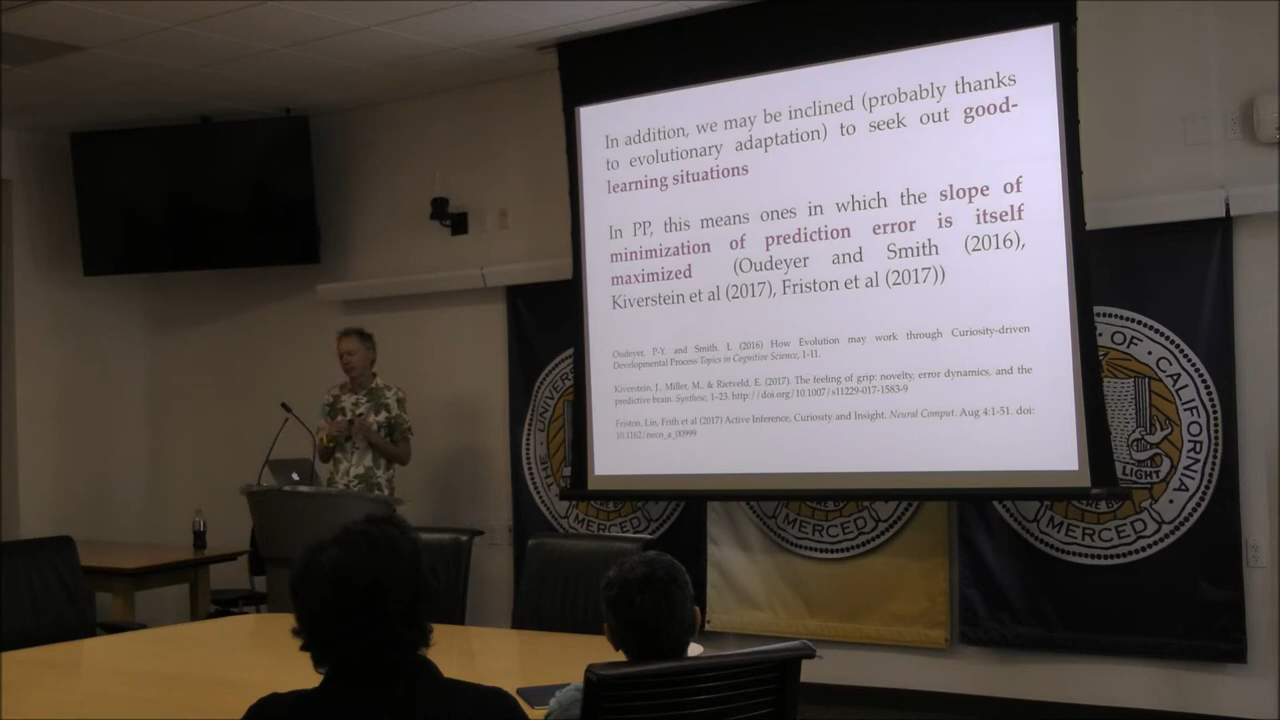 In addition, we may be inclined (probably thanks
to evolutionary adaptation) to seek out good-
learning situations
In PP, this means ones in which the slope of
minimization of prediction error is itself
maximized (Oudeyer and Smith (2016),
Kiverstein et al (2017), Friston et al (2017))
Oudeyer, P-Y. and Smith. L (2016) How Evolution may work through Curiosity-driven
Developmental Process Topics in Cognitive Science, 1-11.
Kiverstein, J., Miller, M., & Rietveld, E. (2017). The feeling of grip: novelty, error dynamics, and the
predictive brain. Synthese, 1-23. http://doi.org/10.1007/s11229-017-1583-9
Friston, Lin, Frith et al (2017) Active Inference, Curiosity and Insight. Neural Comput. Aug 4:1-51. doi:
10.1162/neco_a_00999
· THE · UNIVERS
MERCED
MERCED
OF · CALIFORNIA ·
LIGHT
MERCED